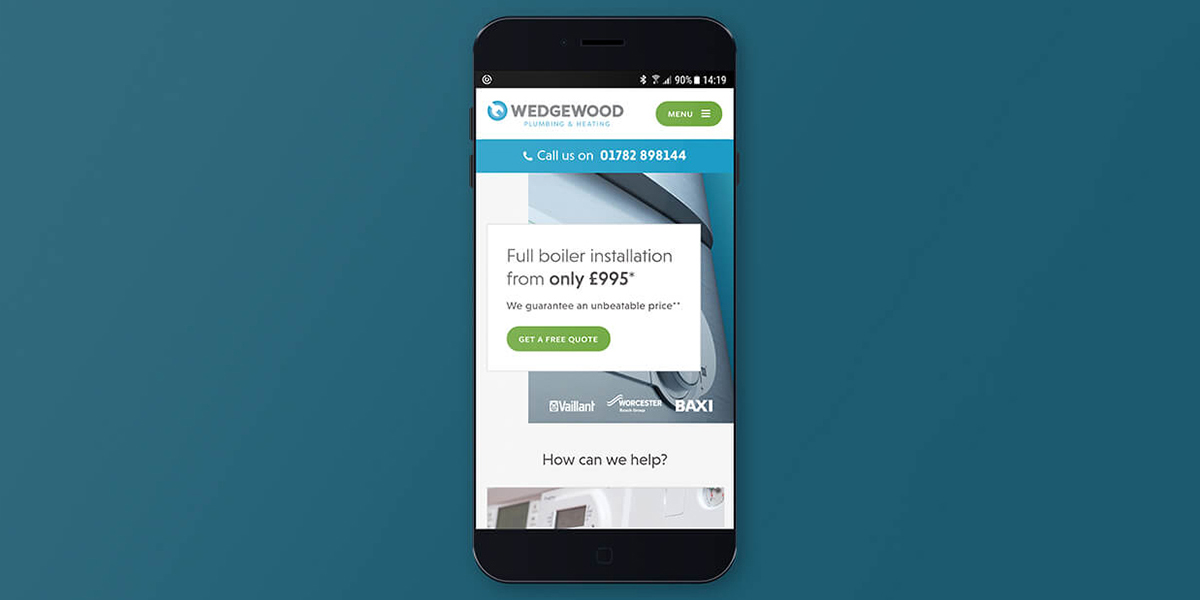 90% 14:19
WEDGEWOOD
PLUMBING & HEATING
MENU
Call us on 01782 898144
Full boiler installation
from only £995*
We guarantee an unbeatable price**
GET A FREE QUOTE
Vaillant
WORCESTER
Bosch Group
BAXI
How can we help?